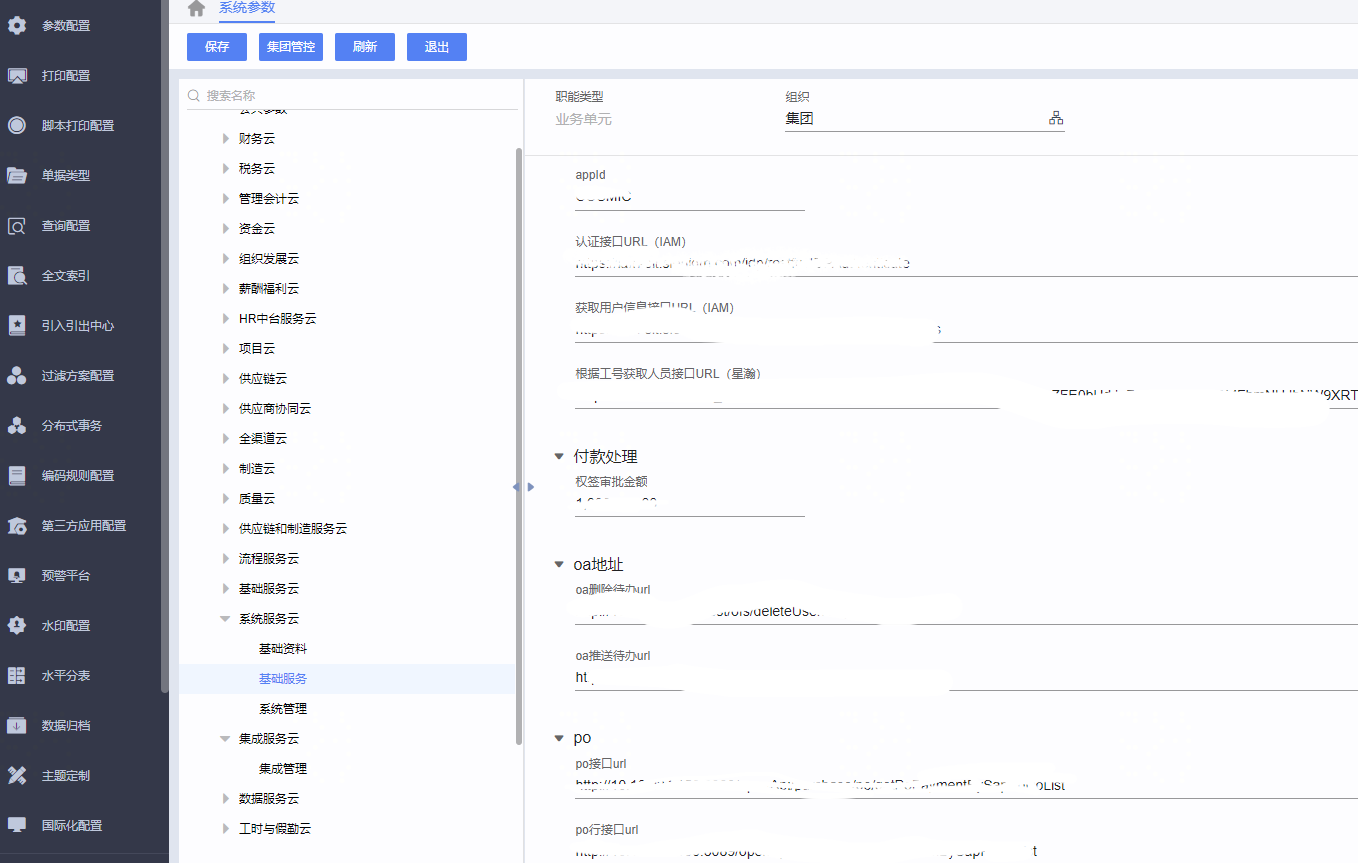 参数配置
打印配置
脚本打印配置
单据类型
查询配置
全文索引
引入引出中心
过滤方案配置
分布式事务
编码规则配置
第三方应用配置
预警平台
水印配置
水平分表
数据归档
主题定制
国际化配置
系统参数
保存 集团管控 刷新 退出
搜索名称
财务云
税务云
管理会计云
资金云
组织发展云
薪酬福利云
HR中台服务云
项目云
供应链云
供应商协同云
全渠道云
制造云
质量云
供应链和制造服务云
流程服务云
基础服务云
系统服务云
基础资料
基础服务
系统管理
集成服务云
集成管理
数据服务云
工时与假勤云
职能类型 组织
业务单元 集团
appId
认证接口URL（IAM）
获取用户信息接口URL（IAM）
根据工号获取人员接口URL（星瀚）
9XRT
付款处理
权签审批金额
oa地址
oa删除待办url
/deleteUse
oa推送待办url
ht
po
po接口url
po行接口url